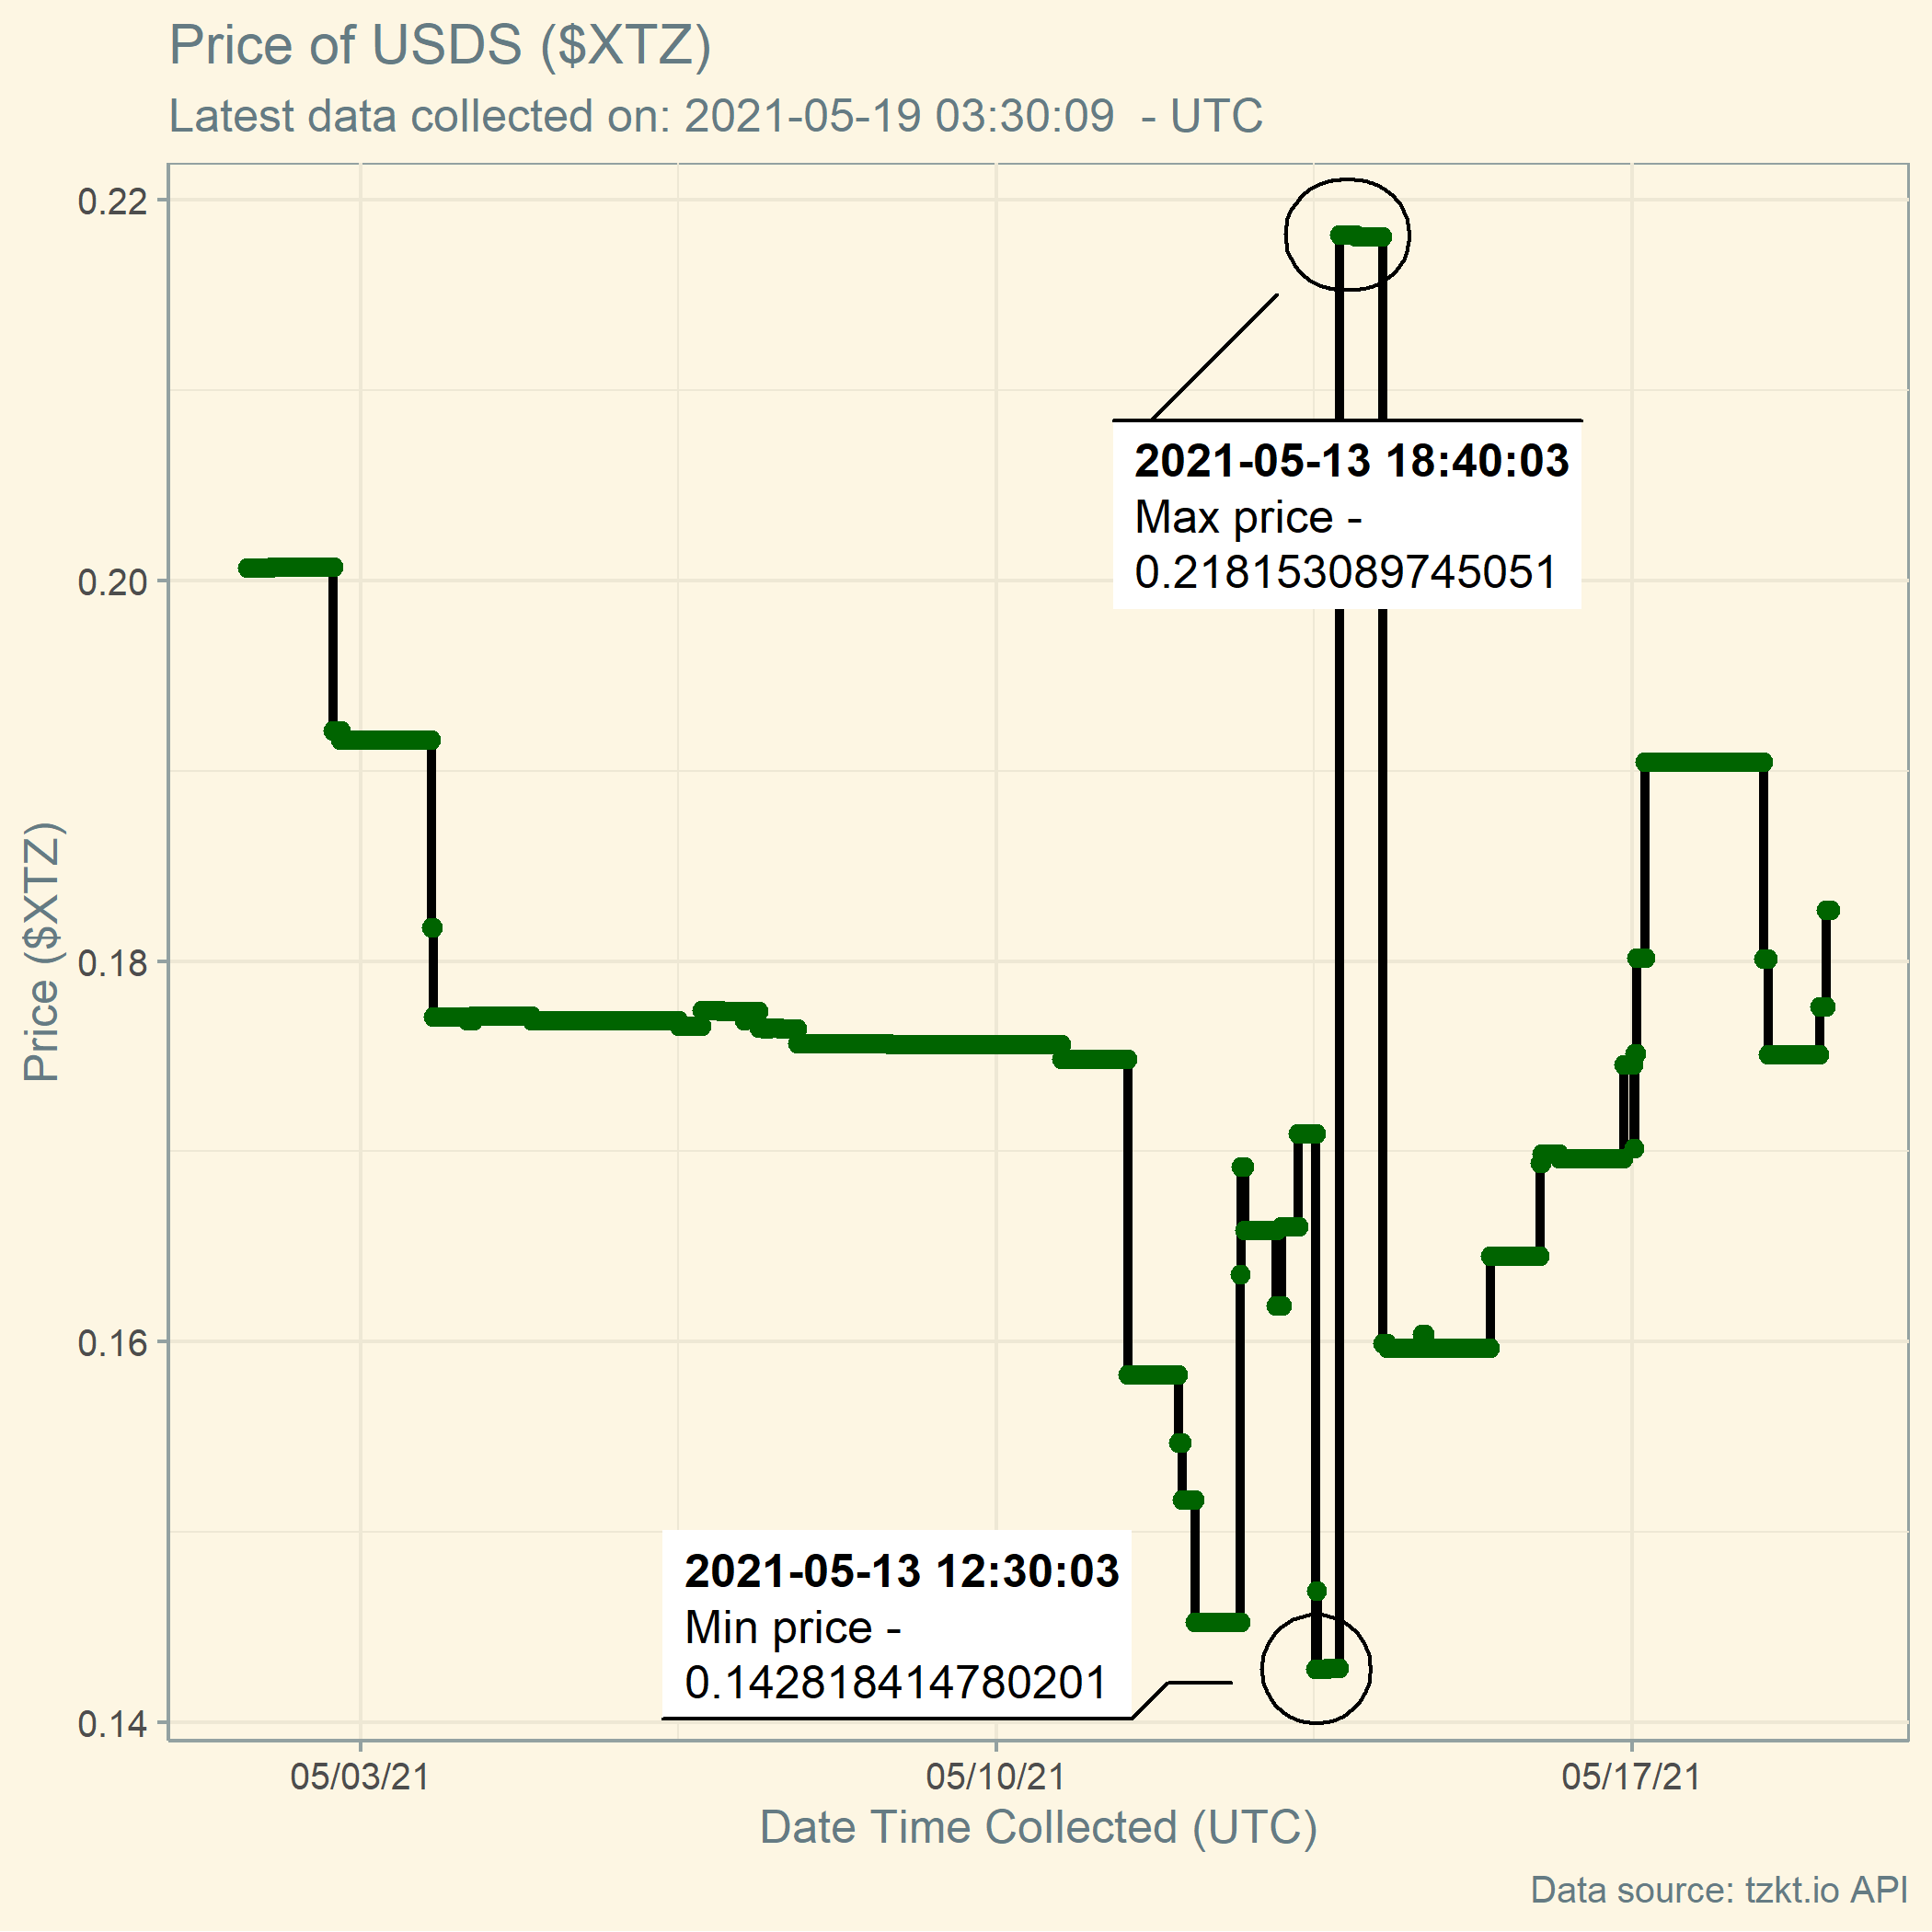 Price of USDS ($XTZ)
Latest data collected on: 2021-05-19 03:30:09  - UTC
0.22
0.20
0.18
0.16
0.14
Price ($XTZ)
2021-05-13 18:40:03
Max price -
0.218153089745051
2021-05-13 12:30:03
Min price -
0.142818414780201
05/03/21
05/10/21
05/17/21
Date Time Collected (UTC)
Data source: tzkt.io API